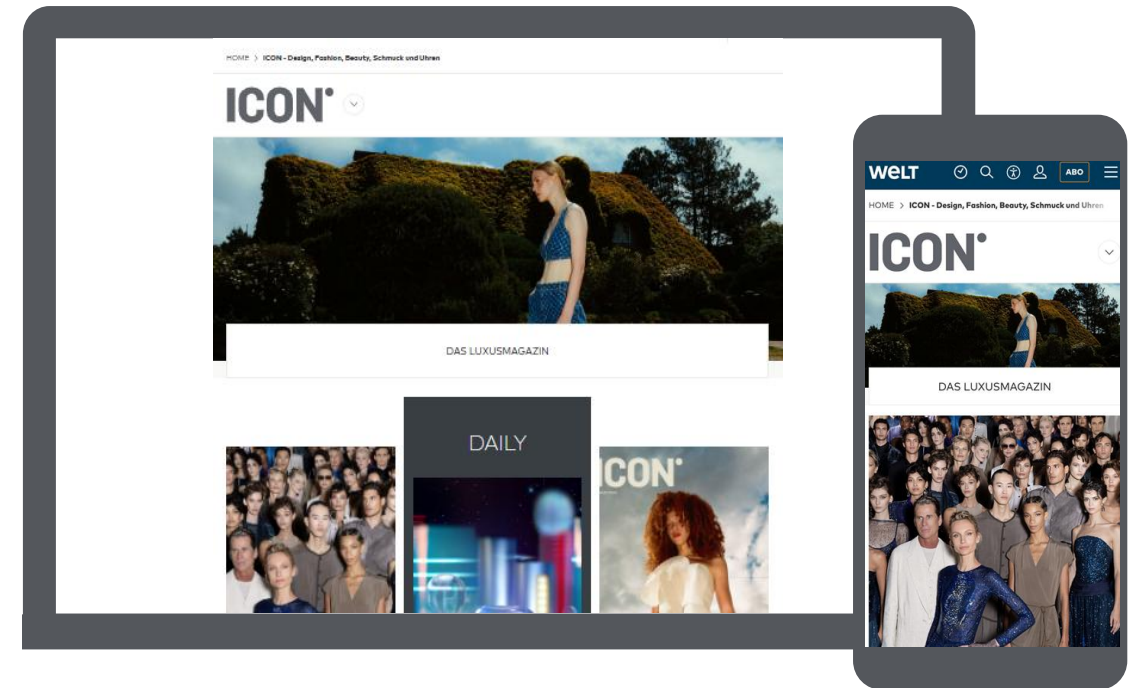 HOME > ICON - Design, Fashion, Beauty, Schmuck und Uhren
ICON
DAS LUXUSMAGAZIN
DAILY
ICON
WELT
ABO
HOME > ICON - Design, Fashion, Beauty, Schmuck und Uhren
ICON
DAS LUXUSMAGAZIN